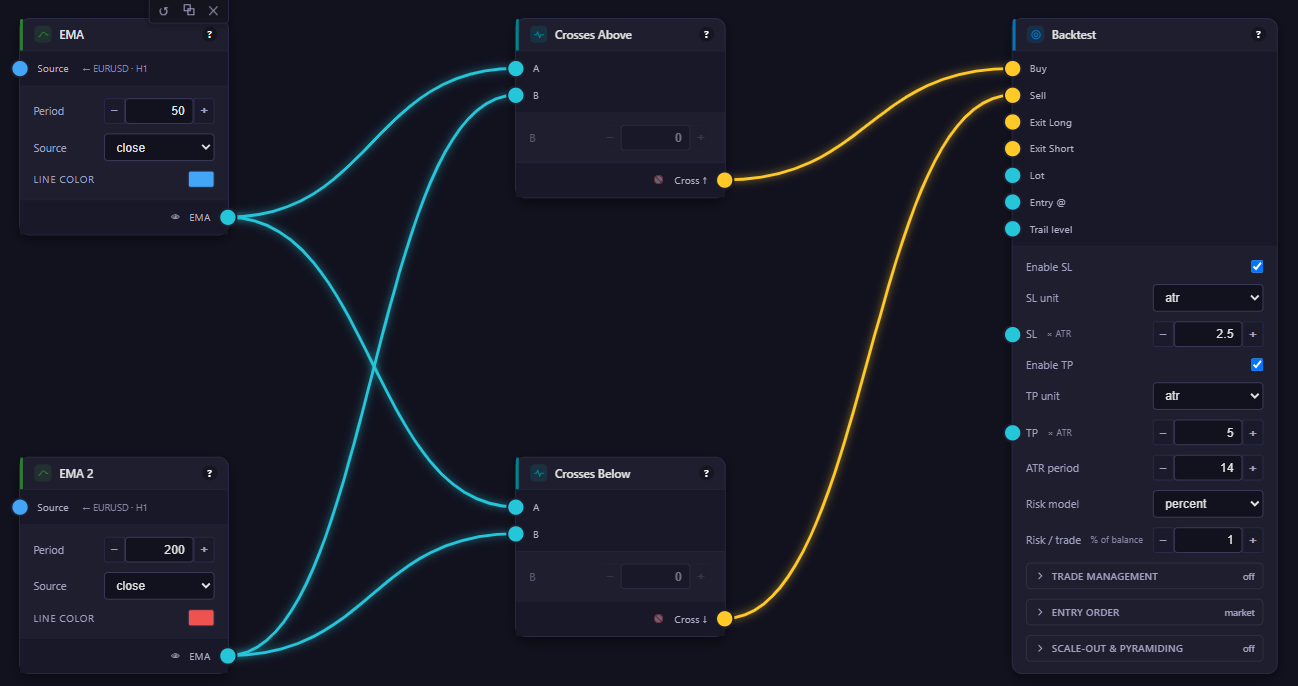 EMA ?
Source ← EURUSD · H1
Period − 50 +
Source close
LINE COLOR
EMA
EMA 2 ?
Source ← EURUSD · H1
Period − 200 +
Source close
LINE COLOR
EMA
Crosses Above ?
A
B
B − 0 +
Cross ↑
Crosses Below ?
A
B
B − 0 +
Cross ↓
Backtest ?
Buy
Sell
Exit Long
Exit Short
Lot
Entry @
Trail level
Enable SL
SL unit atr
SL × ATR − 2.5 +
Enable TP
TP unit atr
TP × ATR − 5 +
ATR period − 14 +
Risk model percent
Risk / trade % of balance − 1 +
TRADE MANAGEMENT off
ENTRY ORDER market
SCALE-OUT & PYRAMIDING off